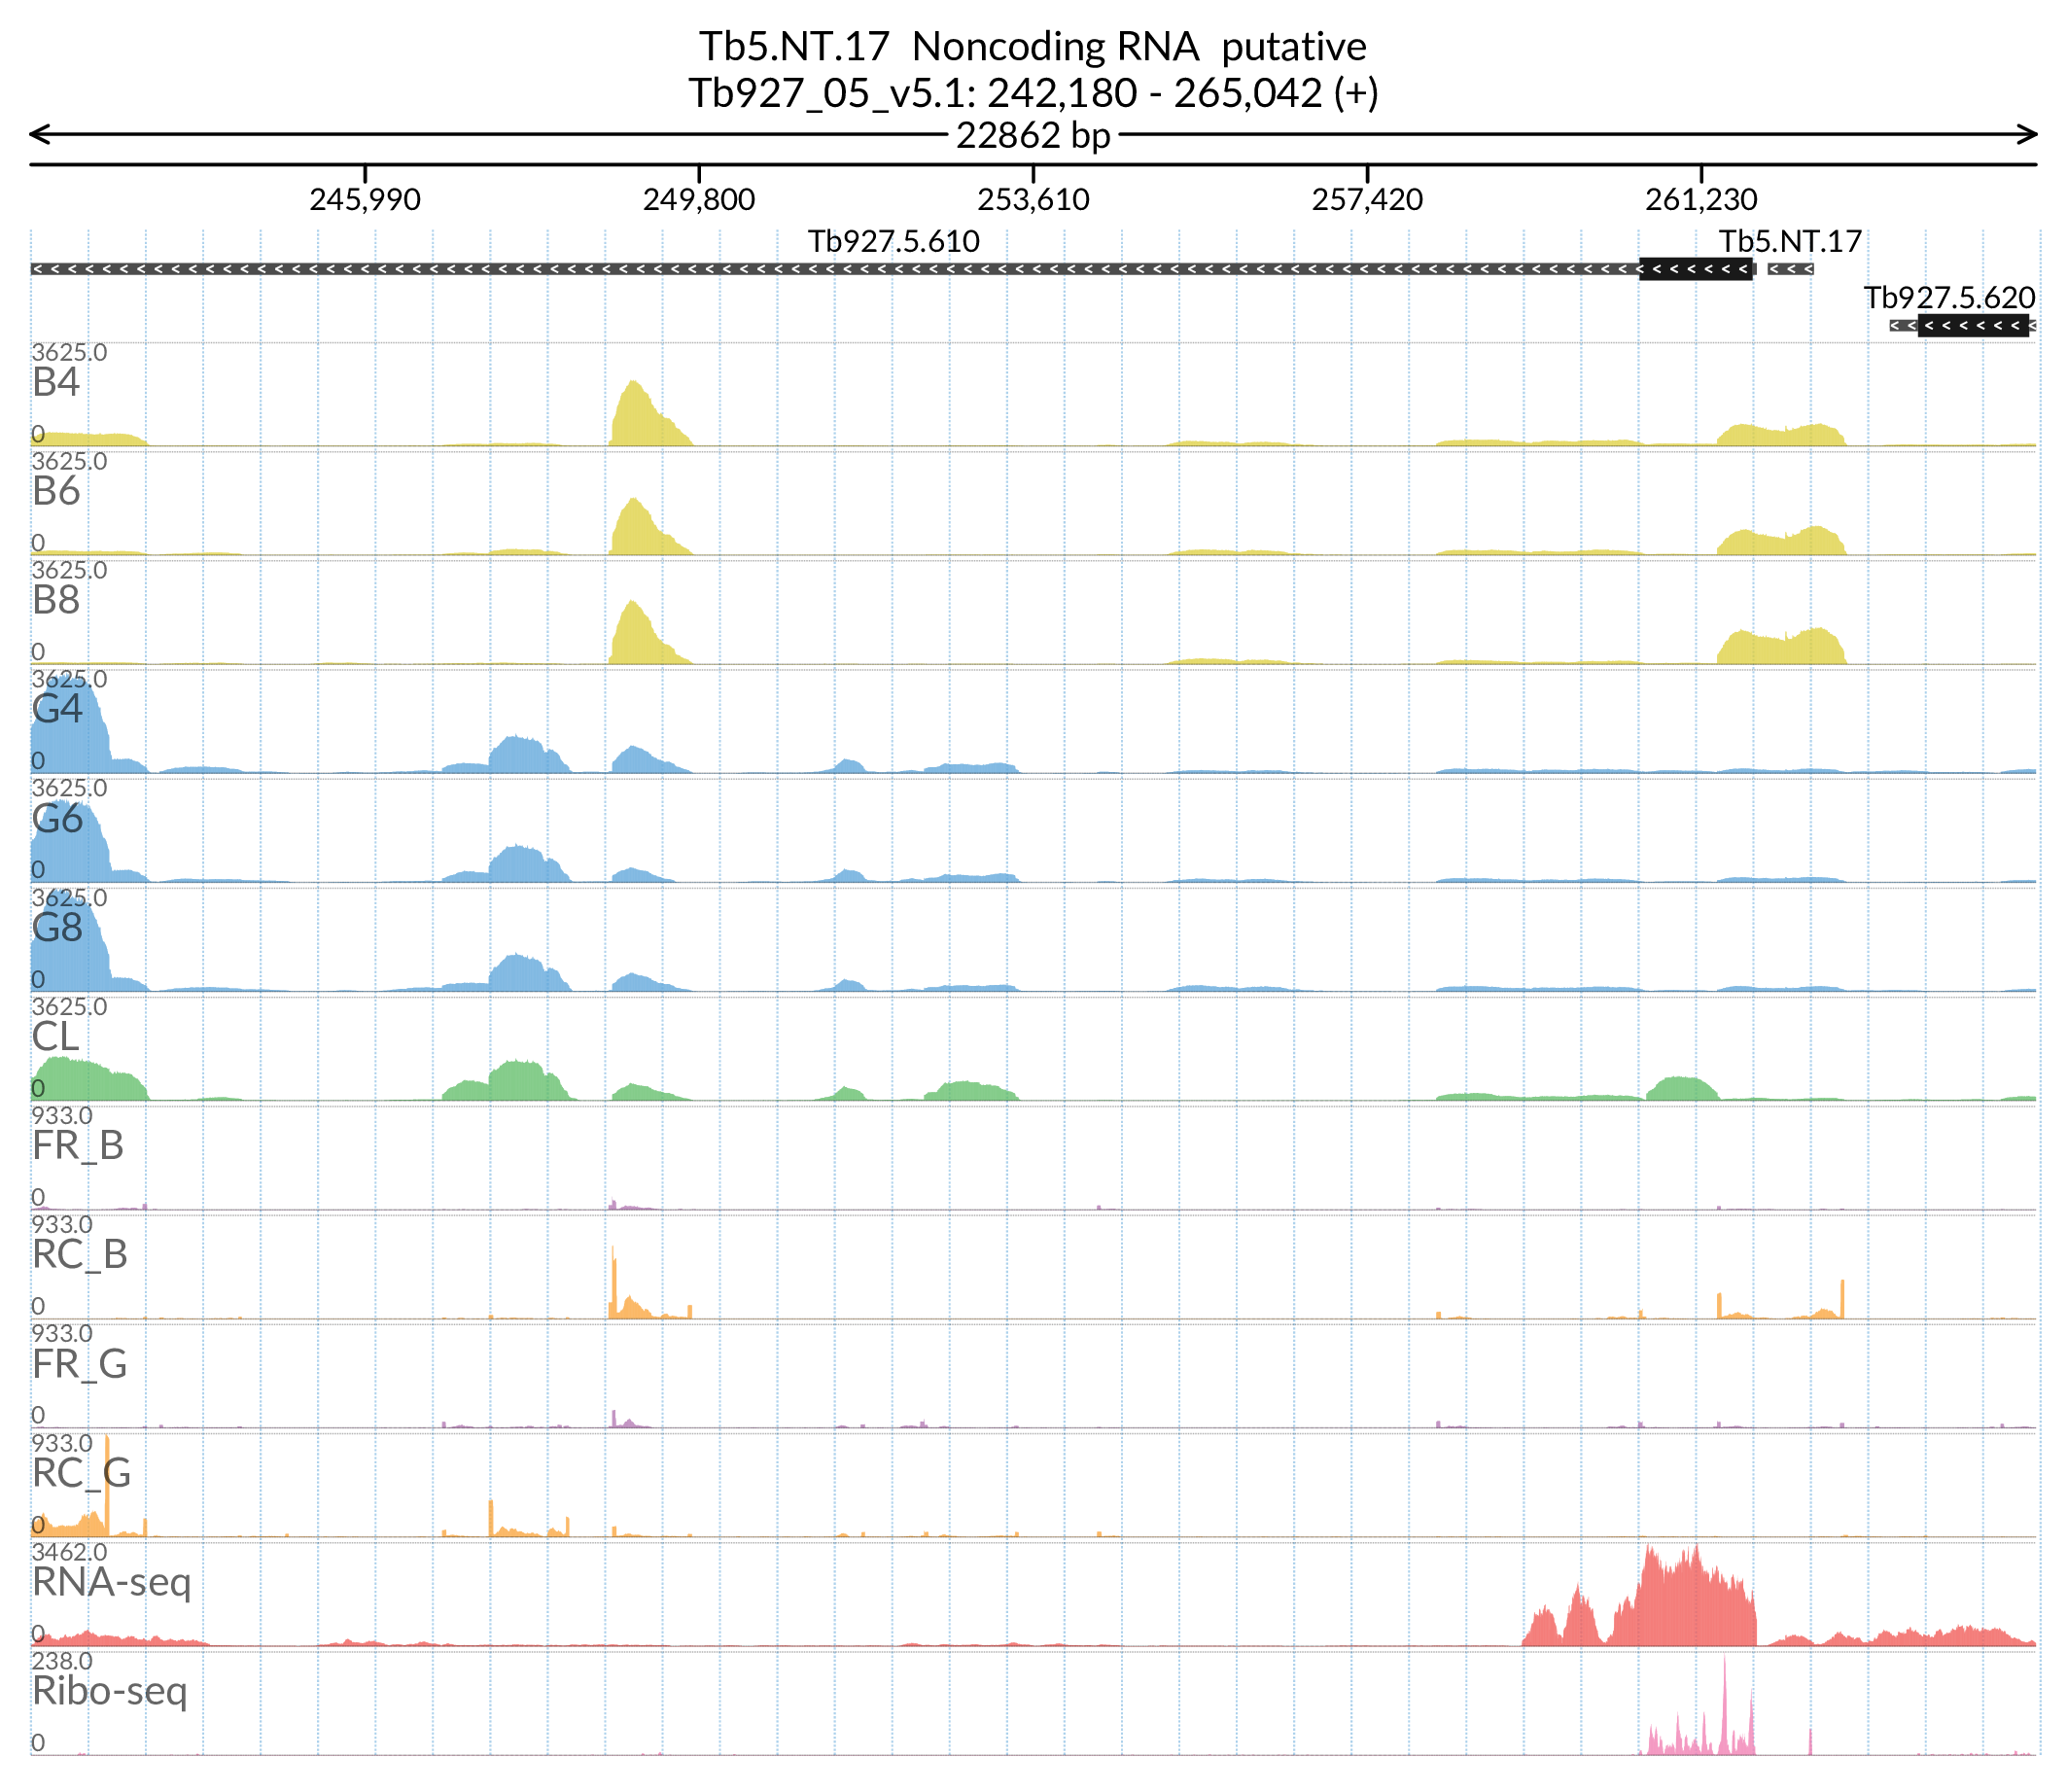 Tb5.NT.17 Noncoding RNA putative
Tb927_05_v5.1: 242,180 - 265,042 (+)
22862 bp
245,990 249,800 253,610 257,420 261,230
Tb927.5.610 Tb5.NT.17
Tb927.5.620
3625.0
B4
0
3625.0
B6
0
3625.0
B8
0
3625.0
G4
0
3625.0
G6
0
3625.0
G8
0
3625.0
CL
0
933.0
FR_B
0
933.0
RC_B
0
933.0
FR_G
0
933.0
RC_G
0
3462.0
RNA-seq
0
238.0
Ribo-seq
0